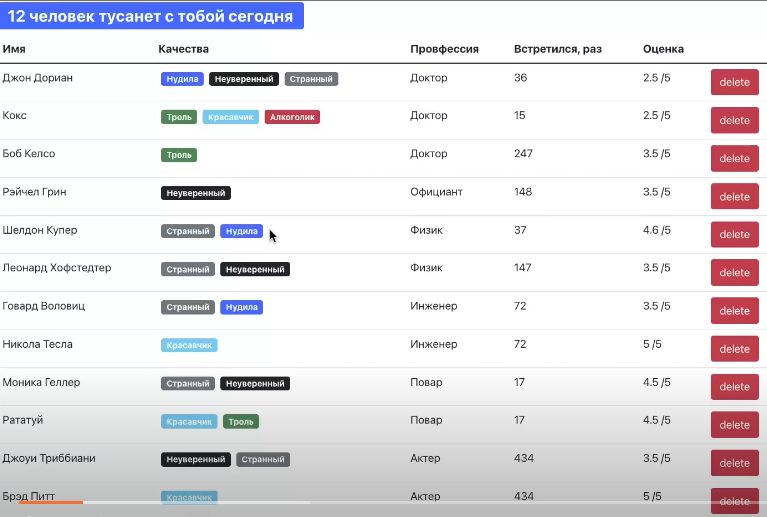 12 человек тусанет с тобой сегодня
Имя Качества Провфессия Встретился, раз Оценка
Джон Дориан Нудила Неуверенный Странный Доктор 36 2.5 /5 delete
Кокс Троль Красавчик Алкоголик Доктор 15 2.5 /5 delete
Боб Келсо Троль Доктор 247 3.5 /5 delete
Рэйчел Грин Неуверенный Официант 148 3.5 /5 delete
Шелдон Купер Странный Нудила Физик 37 4.6 /5 delete
Леонард Хофстедтер Странный Неуверенный Физик 147 3.5 /5 delete
Говард Воловиц Странный Нудила Инженер 72 3.5 /5 delete
Никола Тесла Красавчик Инженер 72 5 /5 delete
Моника Геллер Странный Неуверенный Повар 17 4.5 /5 delete
Рататуй Красавчик Троль Повар 17 4.5 /5 delete
Джоуи Триббиани Неуверенный Странный Актер 434 3.5 /5 delete
Брэд Питт Красавчик Актер 434 5 /5 delete